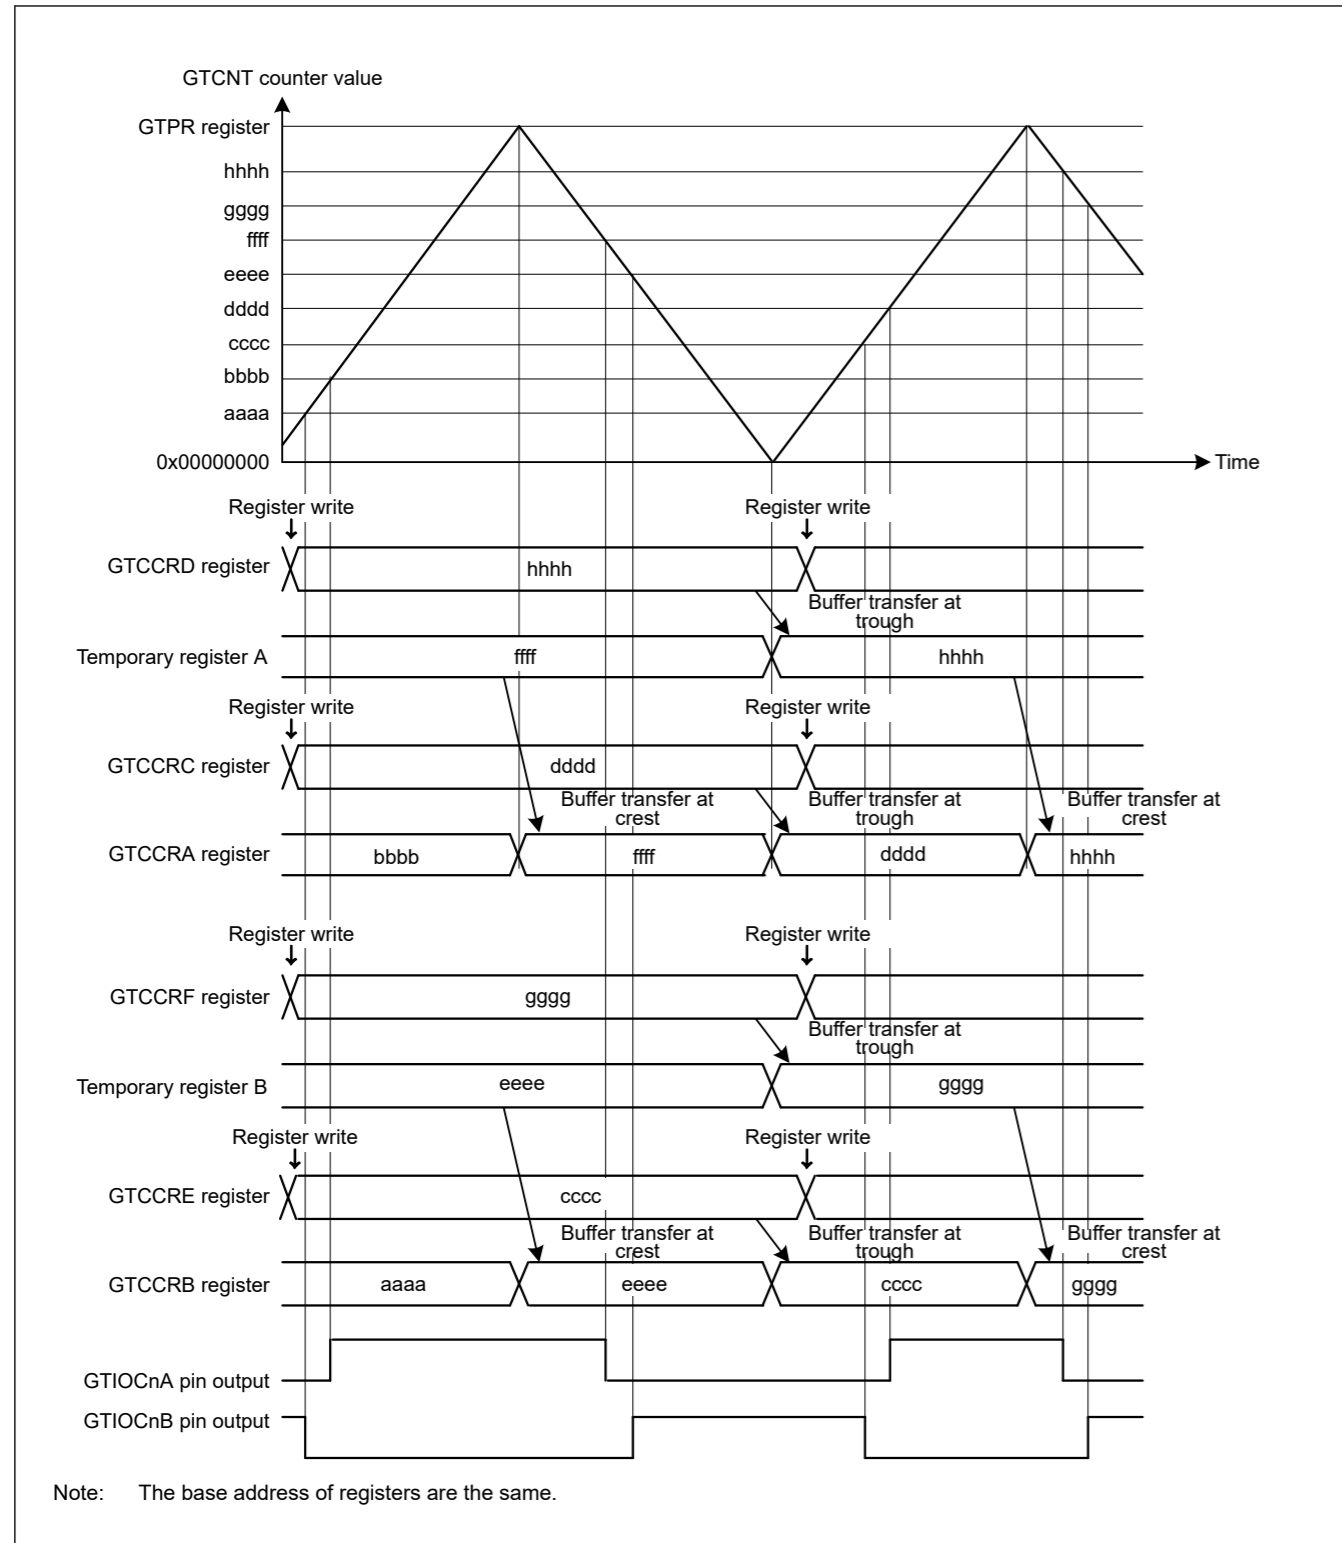 GTCNT counter value
GTPR register
hhhh
gggg
ffff
eeee
dddd
cccc
bbbb
aaaa
0x00000000
Time
Register write
Register write
GTCCRD register
hhhh
Buffer transfer at
trough
Temporary register A
ffff
hhhh
Register write
Register write
GTCCRC register
dddd
Buffer transfer at
crest
Buffer transfer at
trough
Buffer transfer at
crest
GTCCRA register
bbbb
ffff
dddd
hhhh
Register write
Register write
GTCCRF register
gggg
Buffer transfer at
trough
Temporary register B
eeee
gggg
Register write
Register write
GTCCRE register
cccc
Buffer transfer at
crest
Buffer transfer at
trough
Buffer transfer at
crest
GTCCRB register
aaaa
eeee
cccc
gggg
GTIOCnA pin output
GTIOCnB pin output
Note: The base address of registers are the same.